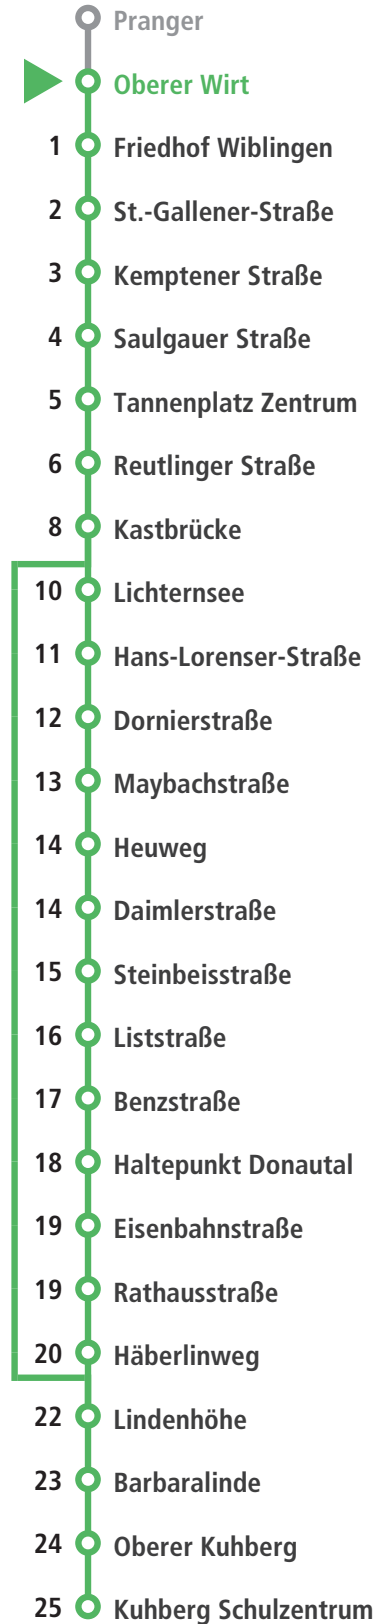 Pranger
Oberer Wirt
1 Friedhof Wiblingen
2 St.-Gallener-Straße
3 Kemptener Straße
4 Saulgauer Straße
5 Tannenplatz Zentrum
6 Reutlinger Straße
8 Kastbrücke
10 Lichternsee
11 Hans-Lorenser-Straße
12 Dornierstraße
13 Maybachstraße
14 Heuweg
14 Daimlerstraße
15 Steinbeisstraße
16 Liststraße
17 Benzstraße
18 Haltepunkt Donautal
19 Eisenbahnstraße
19 Rathausstraße
20 Häberlinweg
22 Lindenhöhe
23 Barbaralinde
24 Oberer Kuhberg
25 Kuhberg Schulzentrum